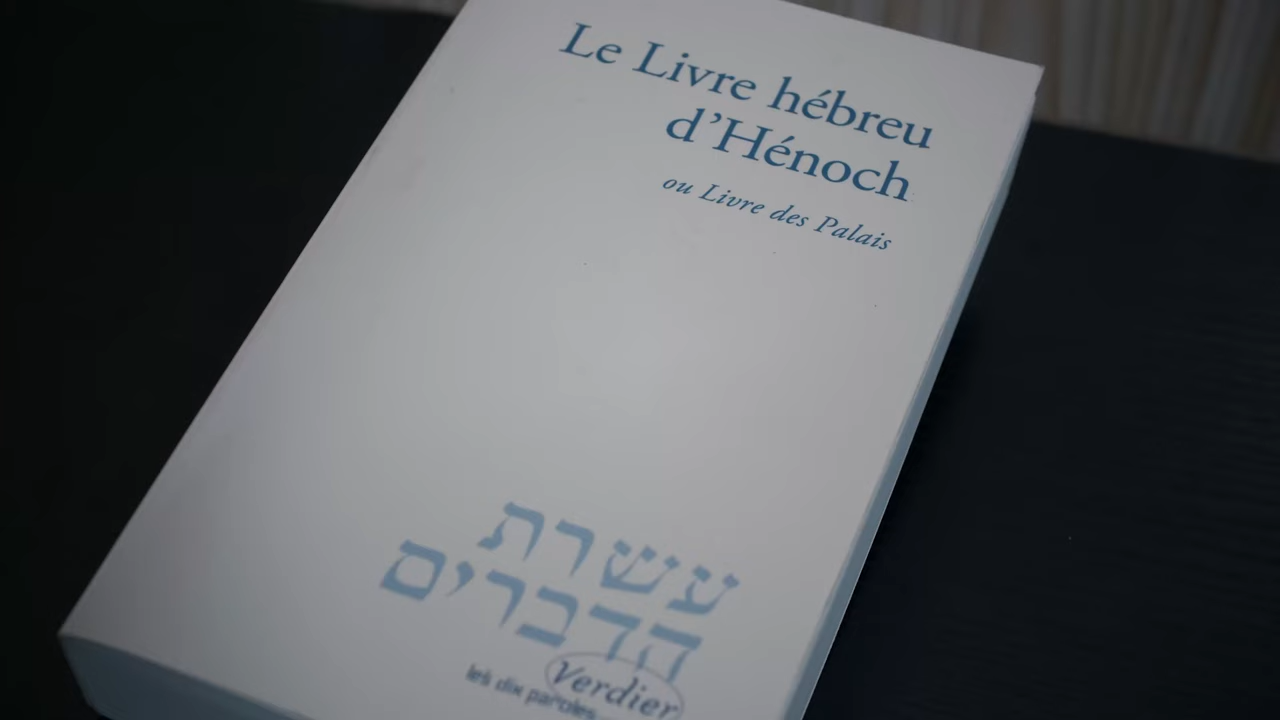 Le Livre hébreu
d'Hénoch
ou Livre des Palais
עשרת
הדברים
les dix paroles
Verdier